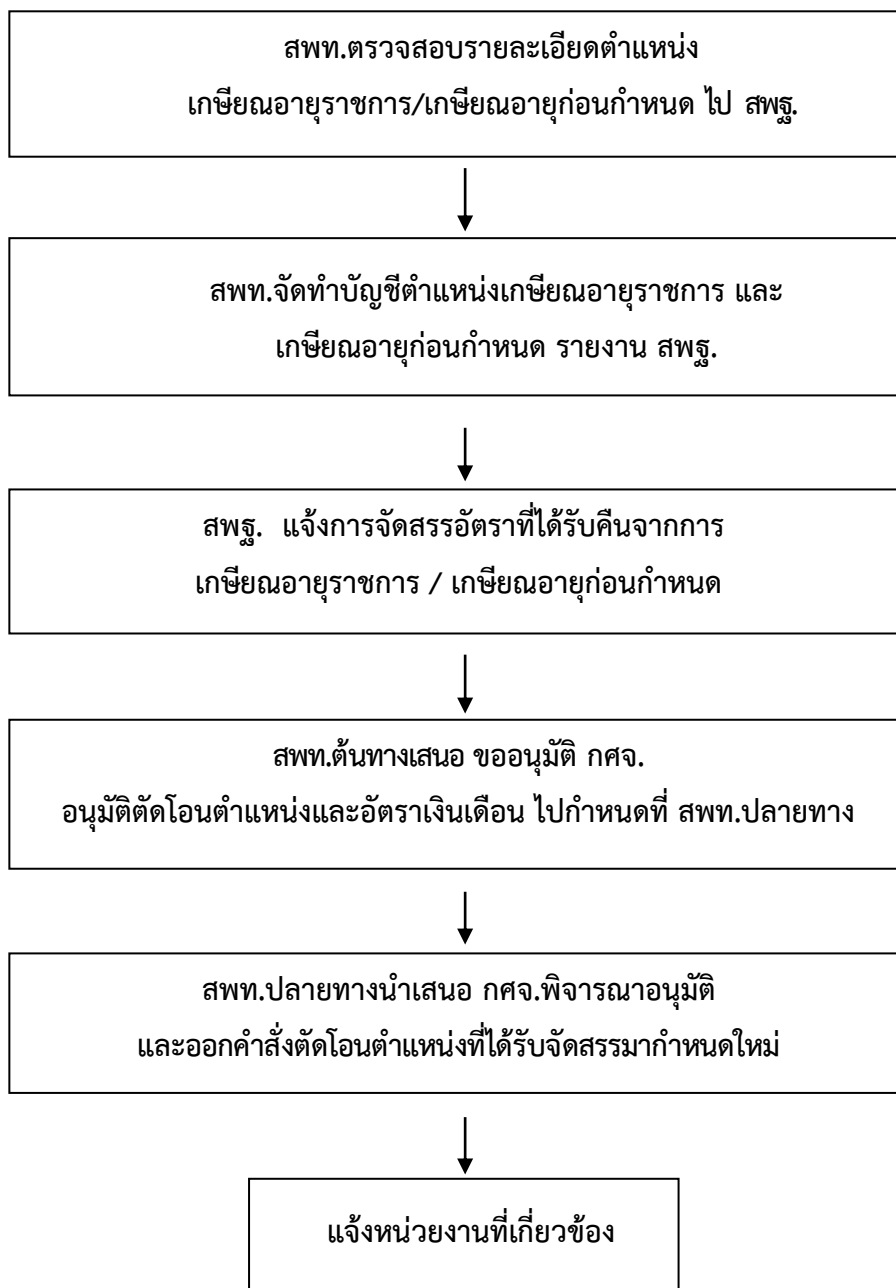 สพท.ตรวจสอบรายละเอียดตำแหน่ง
เกษียณอายุราชการ/เกษียณอายุก่อนกำหนด ไป สพฐ.
สพท.จัดทำบัญชีตำแหน่งเกษียณอายุราชการ และ
เกษียณอายุก่อนกำหนด รายงาน สพฐ.
สพฐ. แจ้งการจัดสรรอัตราที่ได้รับคืนจากการ
เกษียณอายุราชการ / เกษียณอายุก่อนกำหนด
สพท.ต้นทางเสนอ ขออนุมัติ กศจ.
อนุมัติตัดโอนตำแหน่งและอัตราเงินเดือน ไปกำหนดที่ สพท.ปลายทาง
สพท.ปลายทางนำเสนอ กศจ.พิจารณาอนุมัติ
และออกคำสั่งตัดโอนตำแหน่งที่ได้รับจัดสรรมากำหนดใหม่
แจ้งหน่วยงานที่เกี่ยวข้อง